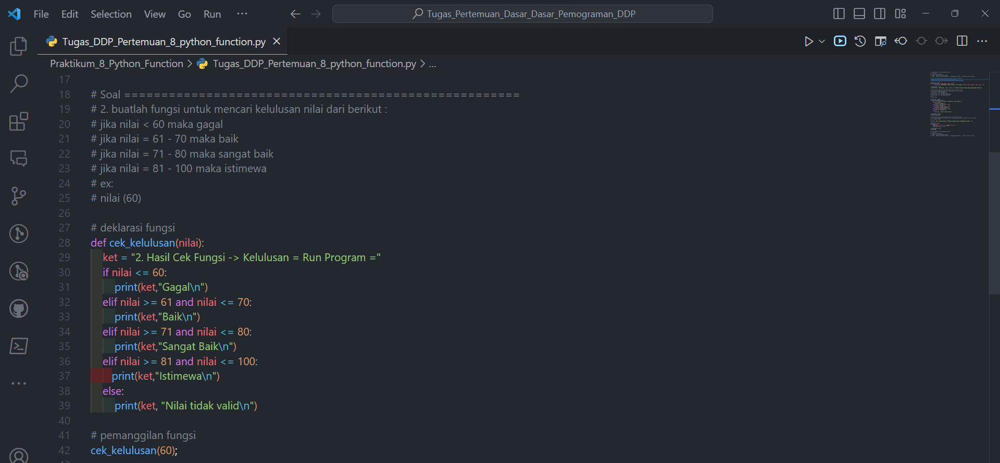 File Edit Selection View Go Run ...
Tugas_Pertemuan_Dasar_Dasar_Pemograman_DDP
Tugas_DDP_Pertemuan_8_python_function.py
Praktikum_8_Python_Function > Tugas_DDP_Pertemuan_8_python_function.py > ...
17
18 # Soal =====================================================
19 # 2. buatlah fungsi untuk mencari kelulusan nilai dari berikut :
20 # jika nilai < 60 maka gagal
21 # jika nilai = 61 - 70 maka baik
22 # jika nilai = 71 - 80 maka sangat baik
23 # jika nilai = 81 - 100 maka istimewa
24 # ex:
25 # nilai (60)
26
27 # deklarasi fungsi
28 def cek_kelulusan(nilai):
29 ket = "2. Hasil Cek Fungsi -> Kelulusan = Run Program ="
30 if nilai <= 60:
31 print(ket,"Gagal\n")
32 elif nilai >= 61 and nilai <= 70:
33 print(ket,"Baik\n")
34 elif nilai >= 71 and nilai <= 80:
35 print(ket,"Sangat Baik\n")
36 elif nilai >= 81 and nilai <= 100:
37 print(ket,"Istimewa\n")
38 else:
39 print(ket, "Nilai tidak valid\n")
40
41 # pemanggilan fungsi
42 cek_kelulusan(60);